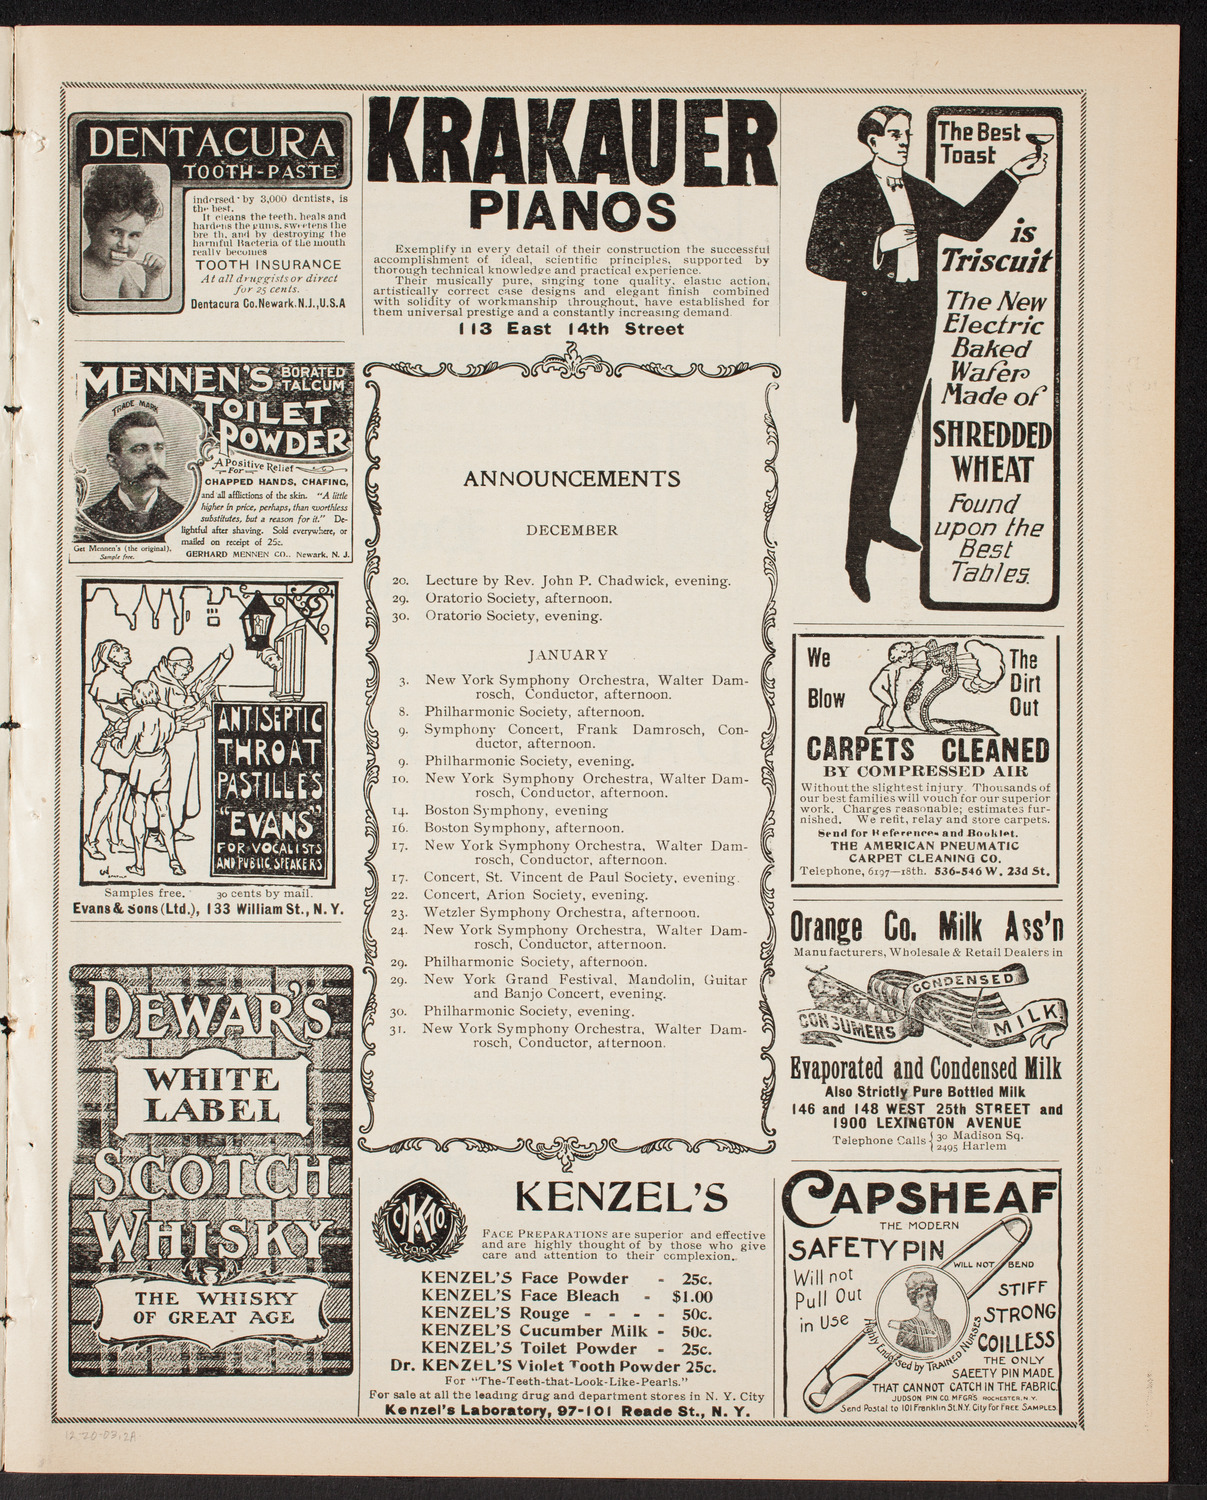 DENTACURA
TOOTH-PASTE
indorsed by 3,000 dentists, is
the best.
It cleans the teeth, heals and
hardens the gums, sweetens the
bre th, and by destroying the
harmful Bacteria of the mouth
really becomes
TOOTH INSURANCE
At all druggists or direct
for 25 cents.
Dentacura Co. Newark. N.J., U.S.A
MENNEN'S BORATED
TALCUM
TOILET
POWDER
TRADE MARK
A Positive Relief
For
CHAPPED HANDS, CHAFING,
and all afflictions of the skin. "A little
higher in price, perhaps, than worthless
substitutes, but a reason for it." De-
lightful after shaving. Sold everywhere, or
mailed on receipt of 25c.
Get Mennen's (the original).
Sample free.
GERHARD MENNEN CO., Newark, N. J.
ANTISEPTIC
THROAT
PASTILLES
"EVANS"
FOR VOCALISTS
AND PUBLIC SPEAKERS
Samples free. 30 cents by mail.
Evans & Sons (Ltd.), 133 William St., N. Y.
DEWAR'S
WHITE
LABEL
SCOTCH
WHISKY
THE WHISKY
OF GREAT AGE
KRAKAUER
PIANOS
Exemplify in every detail of their construction the successful
accomplishment of ideal, scientific principles, supported by
thorough technical knowledge and practical experience.
Their musically pure, singing tone quality, elastic action,
artistically correct case designs and elegant finish combined
with solidity of workmanship throughout, have established for
them universal prestige and a constantly increasing demand.
113 East 14th Street
ANNOUNCEMENTS
DECEMBER
20. Lecture by Rev. John P. Chadwick, evening.
29. Oratorio Society, afternoon.
30. Oratorio Society, evening.
JANUARY
3. New York Symphony Orchestra, Walter Dam-
rosch, Conductor, afternoon.
8. Philharmonic Society, afternoon.
9. Symphony Concert, Frank Damrosch, Con-
ductor, afternoon.
9. Philharmonic Society, evening.
10. New York Symphony Orchestra, Walter Dam-
rosch, Conductor, afternoon.
14. Boston Symphony, evening
16. Boston Symphony, afternoon.
17. New York Symphony Orchestra, Walter Dam-
rosch, Conductor, afternoon.
17. Concert, St. Vincent de Paul Society, evening.
22. Concert, Arion Society, evening.
23. Wetzler Symphony Orchestra, afternoon.
24. New York Symphony Orchestra, Walter Dam-
rosch, Conductor, afternoon.
29. Philharmonic Society, afternoon.
29. New York Grand Festival, Mandolin, Guitar
and Banjo Concert, evening.
30. Philharmonic Society, evening.
31. New York Symphony Orchestra, Walter Dam-
rosch, Conductor, afternoon.
KENZEL'S
FACE PREPARATIONS are superior and effective
and are highly thought of by those who give
care and attention to their complexion.
KENZEL'S Face Powder - 25c.
KENZEL'S Face Bleach - $1.00
KENZEL'S Rouge - - - - 50c.
KENZEL'S Cucumber Milk - 50c.
KENZEL'S Toilet Powder - 25c.
Dr. KENZEL'S Violet Tooth Powder 25c.
For "The-Teeth-that-Look-Like-Pearls."
For sale at all the leading drug and department stores in N. Y. City
Kenzel's Laboratory, 97-101 Reade St., N. Y.
The Best
Toast
is
Triscuit
The New
Electric
Baked
Wafer
Made of
SHREDDED
WHEAT
Found
upon the
Best
Tables.
We
Blow
The
Dirt
Out
CARPETS CLEANED
BY COMPRESSED AIR
Without the slightest injury. Thousands of
our best families will vouch for our superior
work. Charges reasonable; estimates fur-
nished. We refit, relay and store carpets.
Send for References and Booklet.
THE AMERICAN PNEUMATIC
CARPET CLEANING CO.
Telephone, 6197—18th. 536-546 W. 23d St.
Orange Co. Milk Ass'n
Manufacturers, Wholesale & Retail Dealers in
CONSUMERS
CONDENSED
MILK
Evaporated and Condensed Milk
Also Strictly Pure Bottled Milk
146 and 148 WEST 25th STREET and
1900 LEXINGTON AVENUE
Telephone Calls { 30 Madison Sq.
2495 Harlem
CAPSHEAF
THE MODERN
SAFETY PIN
WILL NOT BEND
Will not
Pull Out
in Use
STIFF
STRONG
COILLESS
Highly Endorsed by TRAINED NURSES
THE ONLY
SAFETY PIN MADE
THAT CANNOT CATCH IN THE FABRIC.
JUDSON PIN CO. MFGRS ROCHESTER, N.Y.
Send Postal to 101 Franklin St. N.Y. City for FREE SAMPLES
12-20-03, 2A